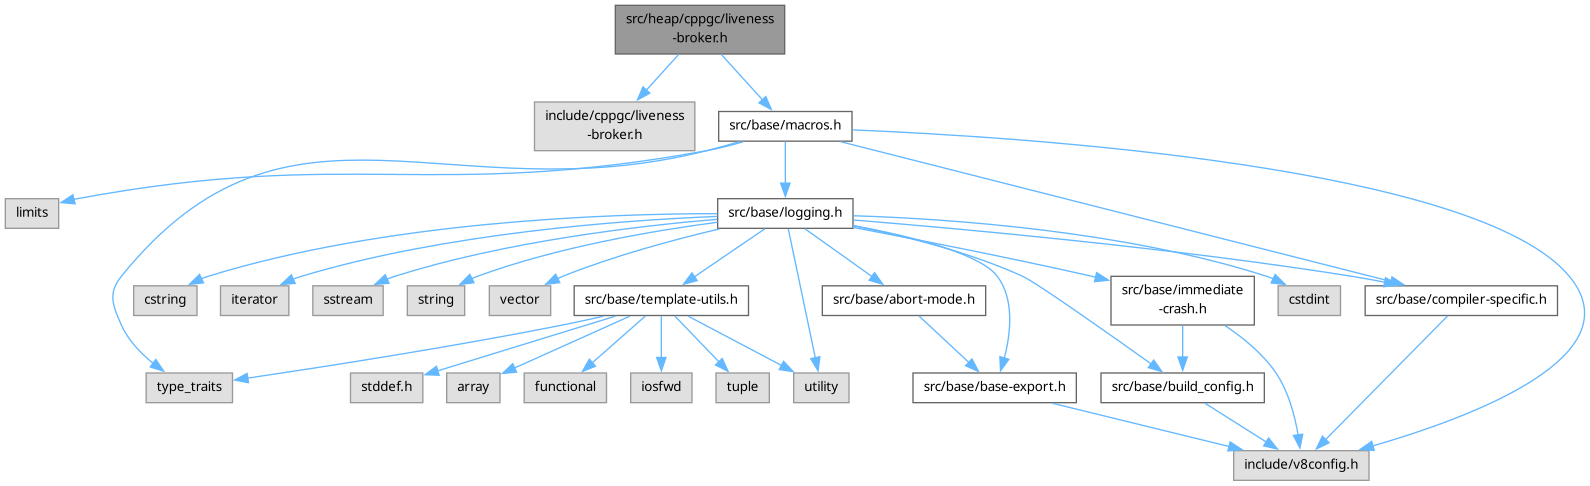 src/heap/cppgc/liveness
-broker.h
include/cppgc/liveness
-broker.h
src/base/macros.h
limits
src/base/logging.h
cstring
iterator
sstream
string
vector
src/base/template-utils.h
src/base/abort-mode.h
src/base/immediate
-crash.h
cstdint
src/base/compiler-specific.h
type_traits
stddef.h
array
functional
iosfwd
tuple
utility
src/base/base-export.h
src/base/build_config.h
include/v8config.h